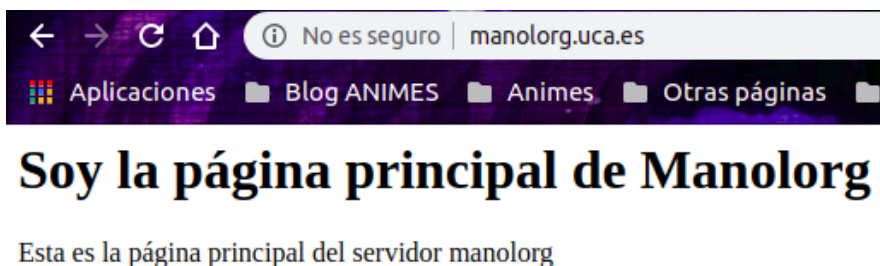 No es seguro | manolorg.uca.es
Aplicaciones Blog ANIMES Animes Otras páginas
Soy la página principal de Manolorg
Esta es la página principal del servidor manolorg